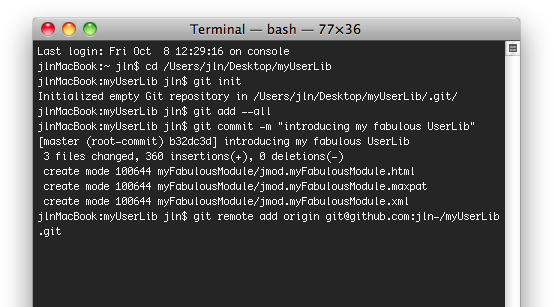 Terminal — bash — 77×36
Last login: Fri Oct  8 12:29:16 on console
jlnMacBook:~ jln$ cd /Users/jln/Desktop/myUserLib
jlnMacBook:myUserLib jln$ git init
Initialized empty Git repository in /Users/jln/Desktop/myUserLib/.git/
jlnMacBook:myUserLib jln$ git add --all
jlnMacBook:myUserLib jln$ git commit -m "introducing my fabulous UserLib"
[master (root-commit) b32dc3d] introducing my fabulous UserLib
 3 files changed, 360 insertions(+), 0 deletions(-)
 create mode 100644 myFabulousModule/jmod.myFabulousModule.html
 create mode 100644 myFabulousModule/jmod.myFabulousModule.maxpat
 create mode 100644 myFabulousModule/jmod.myFabulousModule.xml
jlnMacBook:myUserLib jln$ git remote add origin git@github.com:jln-/myUserLib
.git